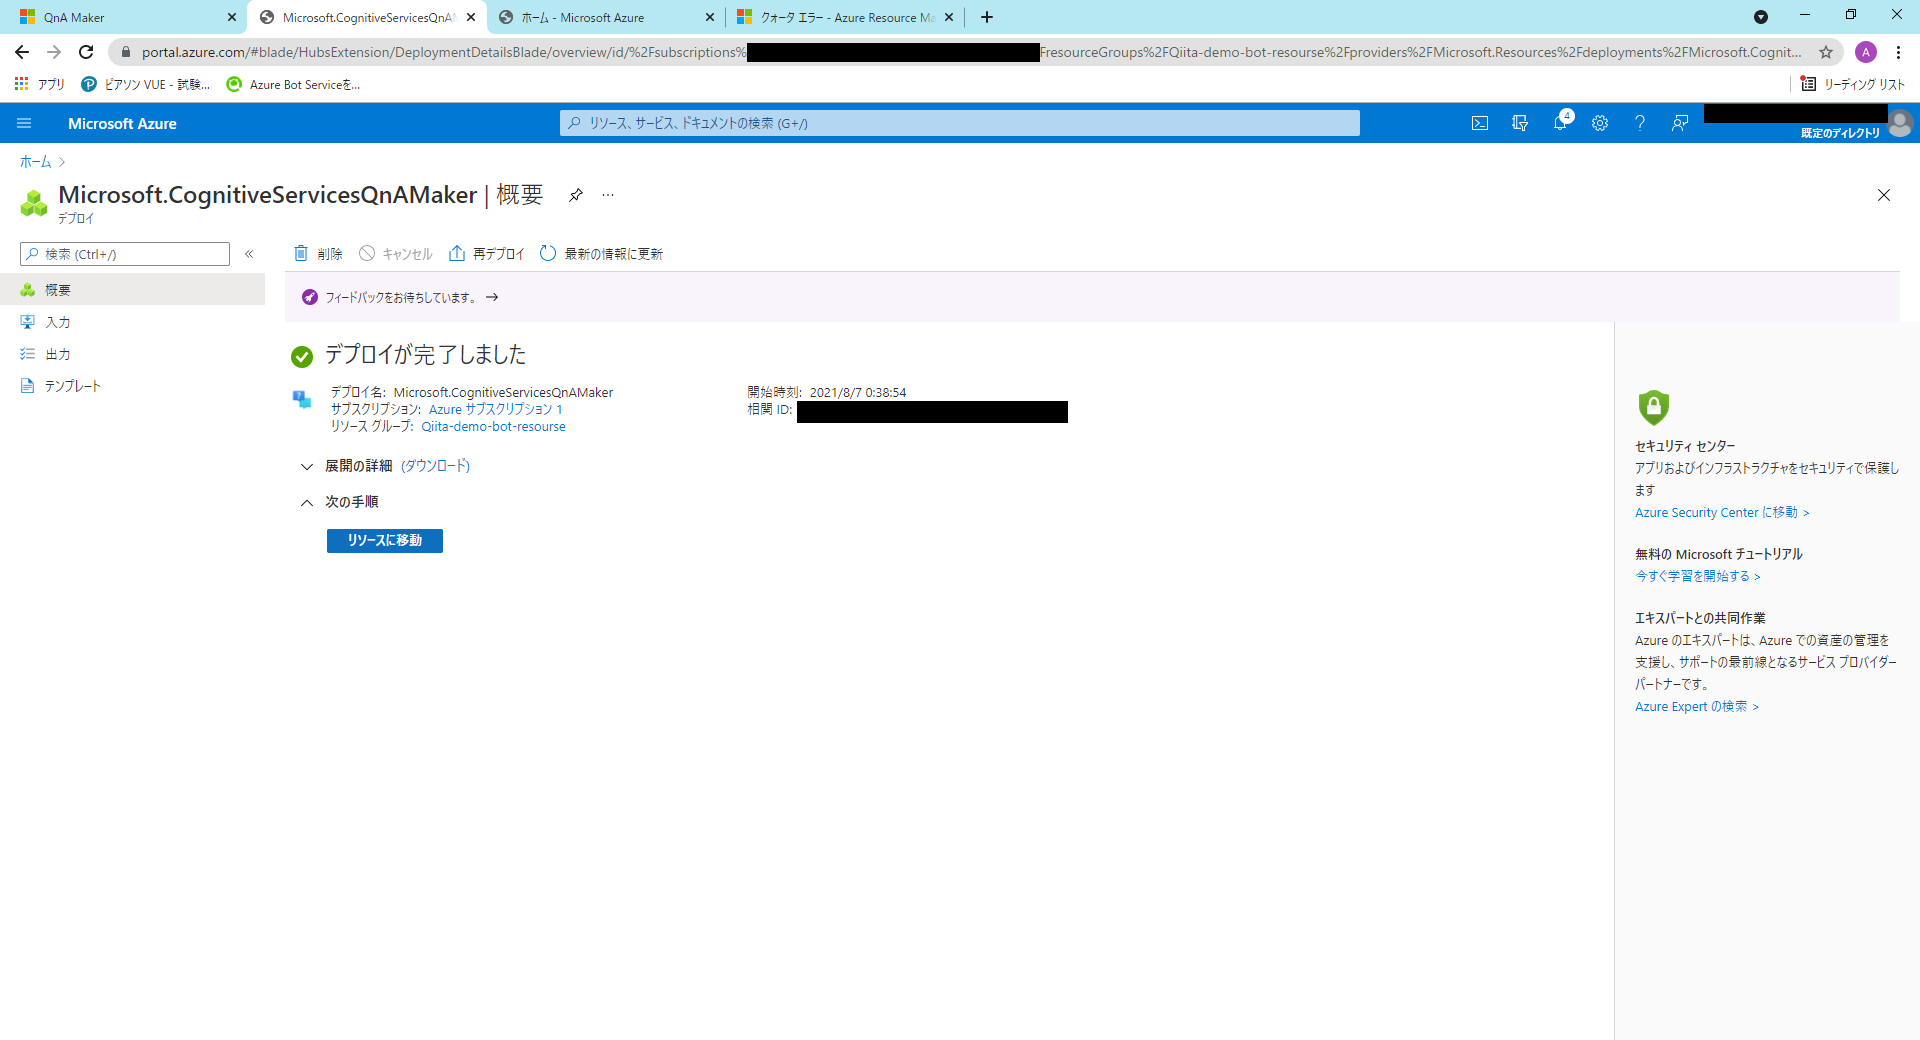 QnA Maker
Microsoft.CognitiveServicesQnAM
ホーム - Microsoft Azure
クォータ エラー - Azure Resource Ma
portal.azure.com/#blade/HubsExtension/DeploymentDetailsBlade/overview/id/%2Fsubscriptions%
FresourceGroups%2FQiita-demo-bot-resourse%2Fproviders%2FMicrosoft.Resources%2Fdeployments%2FMicrosoft.Cognit...
A
アプリ
ピアソン VUE - 試験...
Azure Bot Serviceを...
リーディング リスト
Microsoft Azure
リソース、サービス、ドキュメントの検索 (G+/)
4
既定のディレクトリ
ホーム
Microsoft.CognitiveServicesQnAMaker | 概要
デプロイ
検索 (Ctrl+/)
削除
キャンセル
再デプロイ
最新の情報に更新
概要
入力
出力
テンプレート
フィードバックをお待ちしています。 →
デプロイが完了しました
デプロイ名: Microsoft.CognitiveServicesQnAMaker
サブスクリプション: Azure サブスクリプション 1
リソース グループ: Qiita-demo-bot-resourse
開始時刻: 2021/8/7 0:38:54
相関 ID:
展開の詳細 (ダウンロード)
次の手順
リソースに移動
セキュリティ センター
アプリおよびインフラストラクチャをセキュリティで保護し
ます
Azure Security Center に移動 >
無料の Microsoft チュートリアル
今すぐ学習を開始する >
エキスパートとの共同作業
Azure のエキスパートは、Azure での資産の管理を
支援し、サポートの最前線となるサービス プロバイダー
パートナーです。
Azure Expert の検索 >